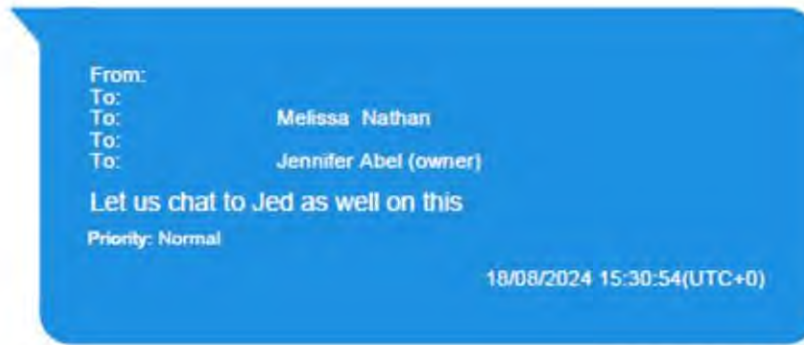 From:
To:
To: Melissa Nathan
To:
To: Jennifer Abel (owner)
Let us chat to Jed as well on this
Priority: Normal
18/08/2024 15:30:54(UTC+0)